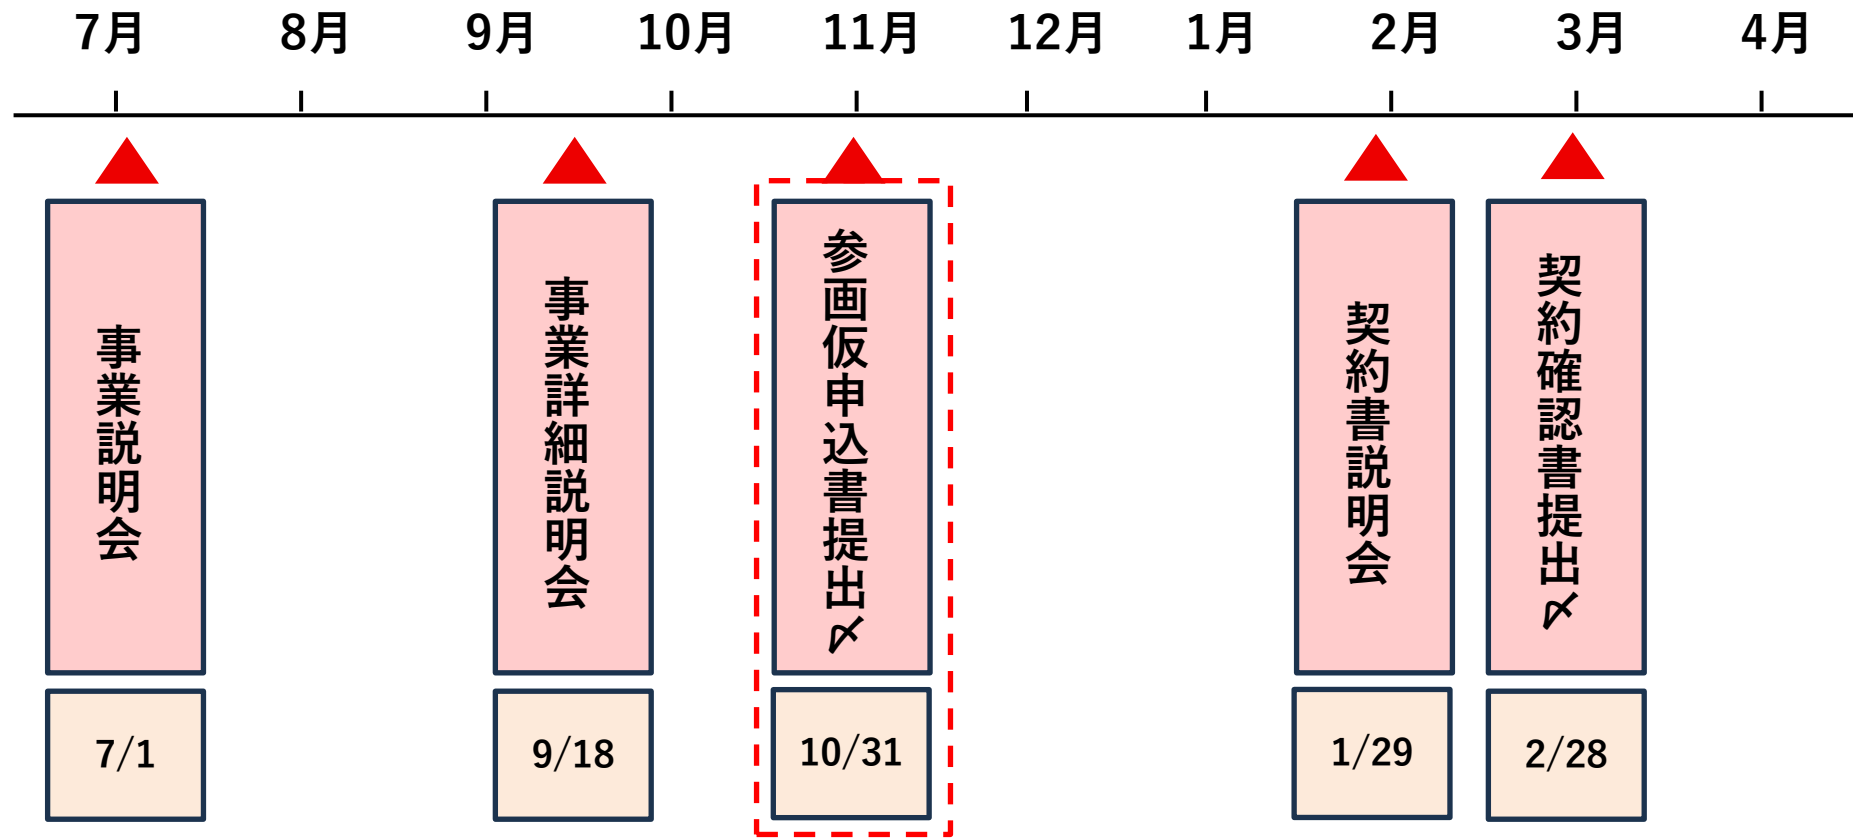 7月 8月 9月 10月 11月 12月 1月 2月 3月 4月
事業説明会
7/1
事業詳細説明会
9/18
参画仮申込書提出〆
10/31
契約書説明会
1/29
契約確認書提出〆
2/28